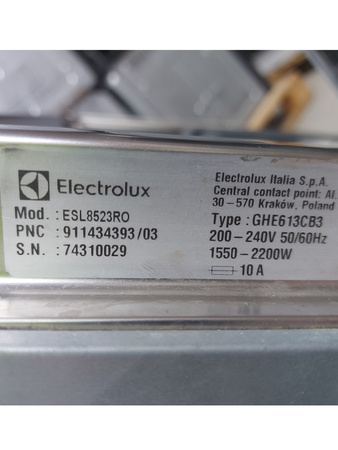 Electrolux
Mod. : ESL8523RO
PNC : 911434393/03
S.N. : 74310029
Electrolux Italia S.p.A.
Central contact point: Al.
30-570 Kraków, Poland
Type : GHE613CB3
200-240V 50/60Hz
1550-2200W
10 A